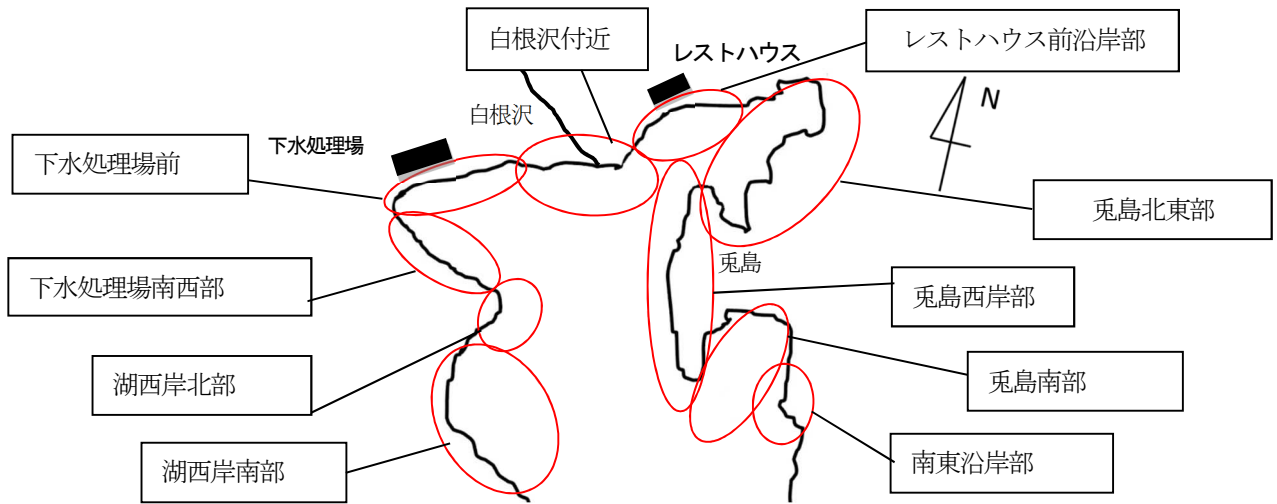 白根沢付近
レストハウス
レストハウス前沿岸部
N
白根沢
下水処理場
下水処理場前
兎島北東部
兎島
下水処理場南西部
兎島西岸部
湖西岸北部
兎島南部
湖西岸南部
南東沿岸部